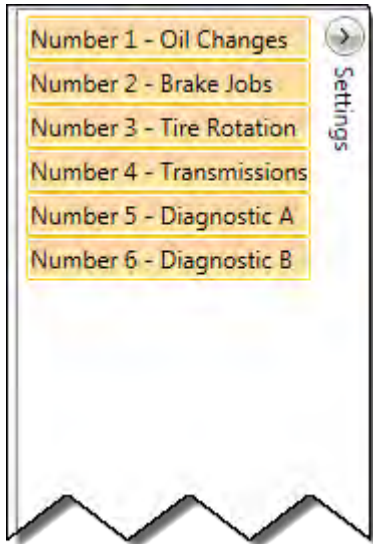 Number 1 - Oil Changes
Number 2 - Brake Jobs
Number 3 - Tire Rotation
Number 4 - Transmissions
Number 5 - Diagnostic A
Number 6 - Diagnostic B
Settings